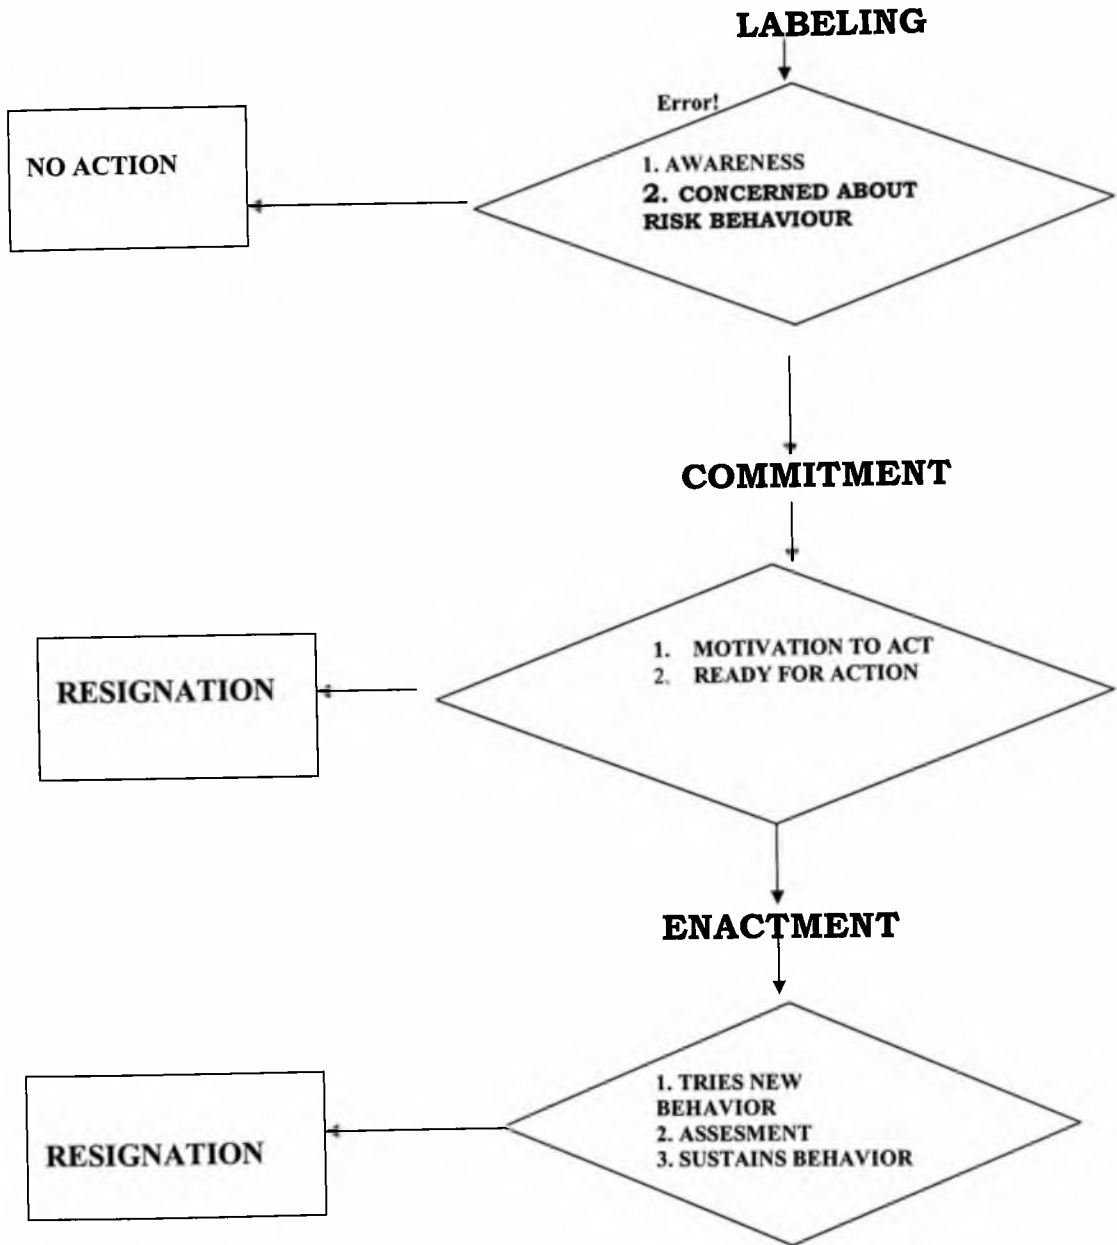 LABELING
Error!
NO ACTION
1. AWARENESS
2. CONCERNED ABOUT
RISK BEHAVIOUR
COMMITMENT
1. MOTIVATION TO ACT
2. READY FOR ACTION
RESIGNATION
ENACTMENT
1. TRIES NEW
BEHAVIOR
2. ASSESMENT
3. SUSTAINS BEHAVIOR
RESIGNATION